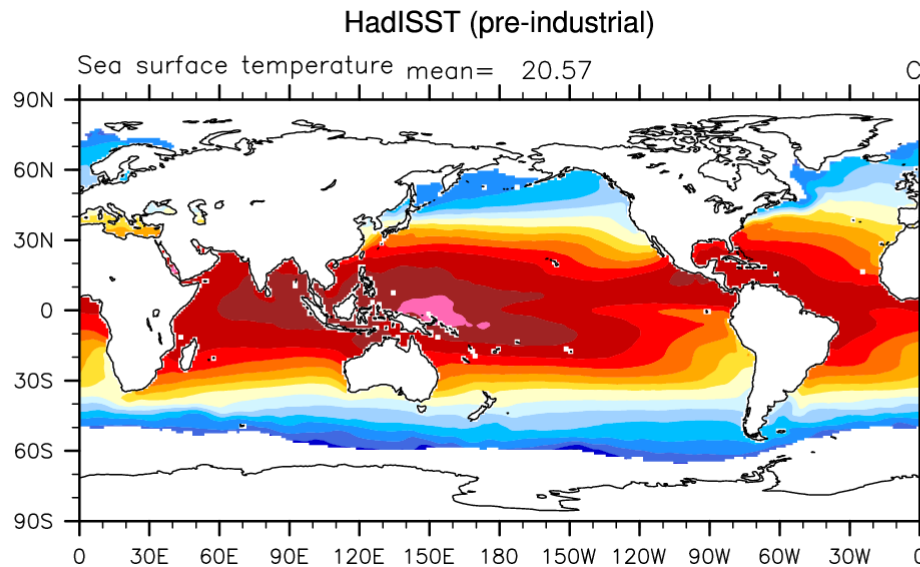 HadISST (pre-industrial)
Sea surface temperature mean= 20.57
90N
60N
30N
0
30S
60S
90S
0 30E 60E 90E 120E 150E 180 150W 120W 90W 60W 30W